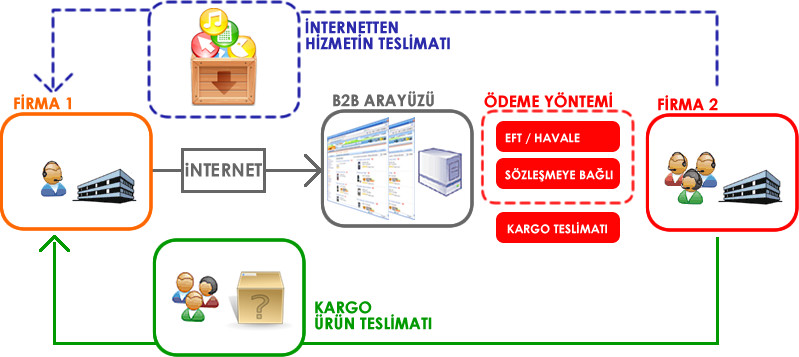 İNTERNETTEN
HİZMETİN TESLİMATI
FİRMA 1
B2B ARAYÜZÜ
ÖDEME YÖNTEMİ
FİRMA 2
EFT / HAVALE
İNTERNET
SÖZLEŞMEYE BAĞLI
KARGO TESLİMATI
KARGO
ÜRÜN TESLİMATI